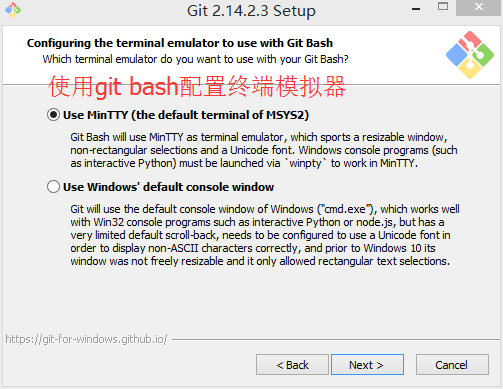 Git 2.14.2.3 Setup
Configuring the terminal emulator to use with Git Bash
Which terminal emulator do you want to use with your Git Bash?
使用git bash配置终端模拟器
Use MinTTY (the default terminal of MSYS2)
Git Bash will use MinTTY as terminal emulator, which sports a resizable window,
non-rectangular selections and a Unicode font. Windows console programs (such
as interactive Python) must be launched via `winpty` to work in MinTTY.
Use Windows' default console window
Git will use the default console window of Windows ("cmd.exe"), which works well
with Win32 console programs such as interactive Python or node.js, but has a
very limited default scroll-back, needs to be configured to use a Unicode font in
order to display non-ASCII characters correctly, and prior to Windows 10 its
window was not freely resizable and it only allowed rectangular text selections.
https://git-for-windows.github.io/
< Back
Next >
Cancel